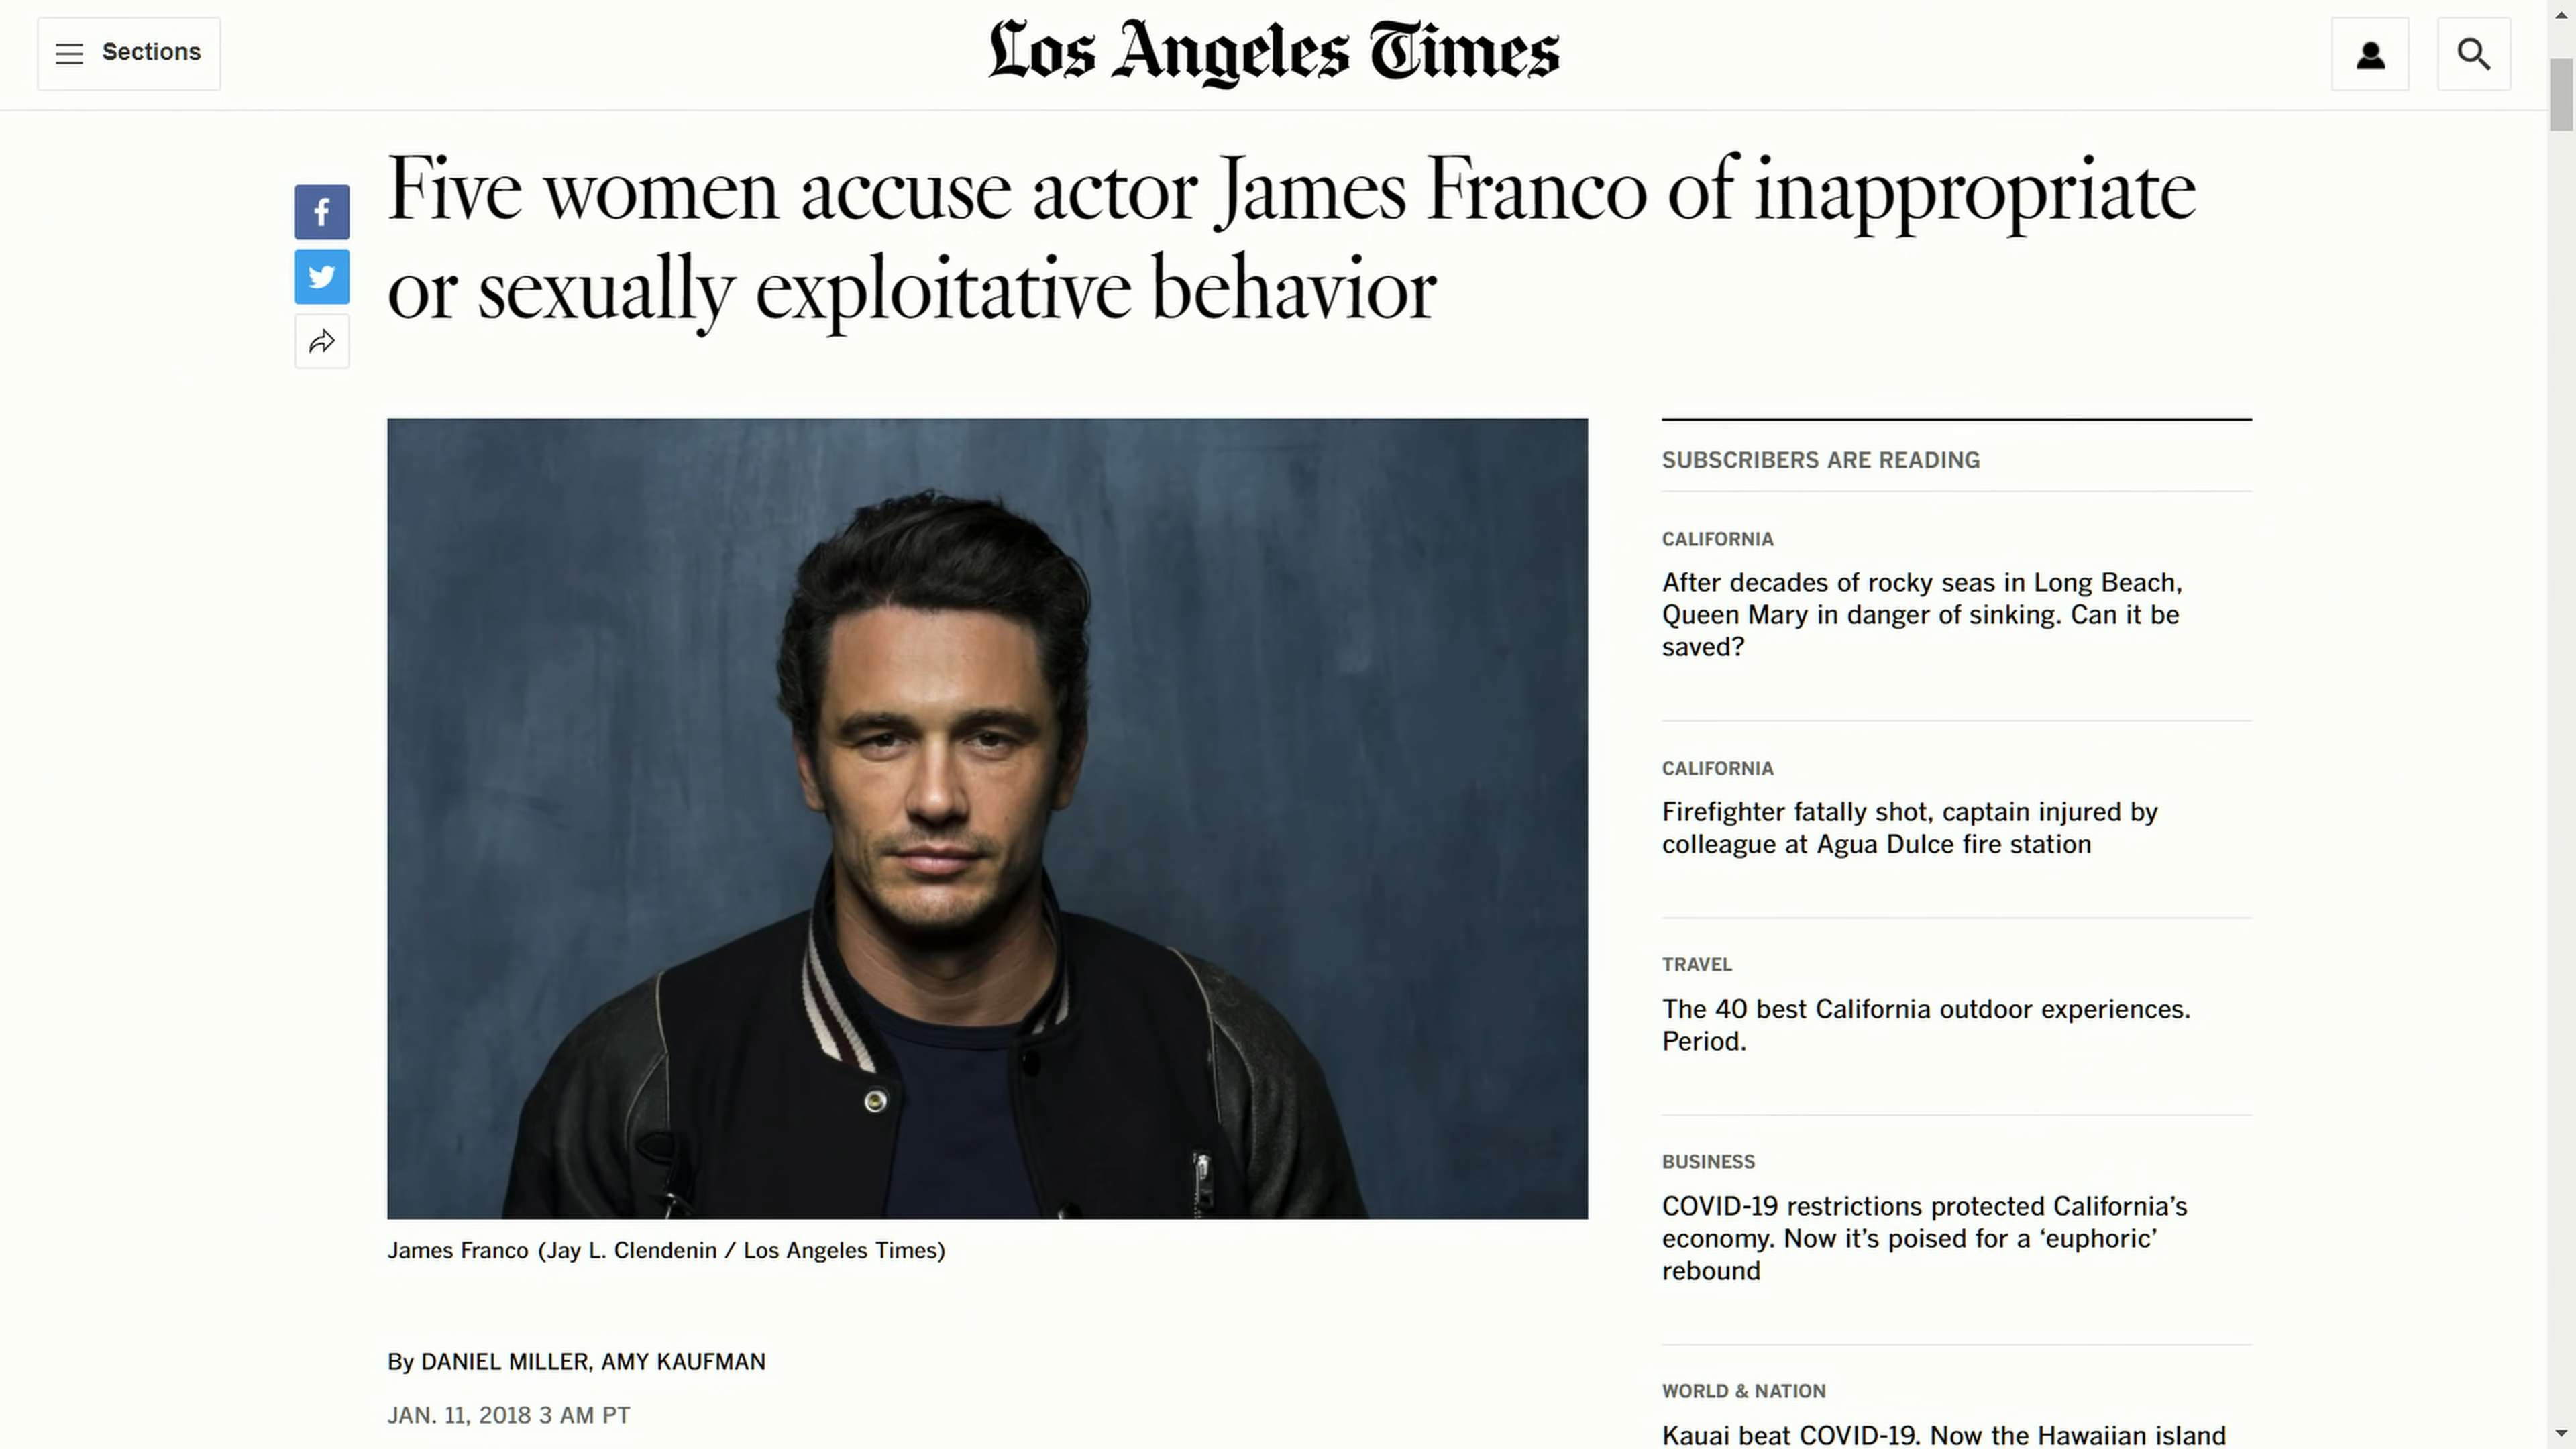 Sections
Los Angeles Times
Five women accuse actor James Franco of inappropriate
or sexually exploitative behavior
James Franco (Jay L. Clendenin / Los Angeles Times)
By DANIEL MILLER, AMY KAUFMAN
JAN. 11, 2018 3 AM PT
SUBSCRIBERS ARE READING
CALIFORNIA
After decades of rocky seas in Long Beach,
Queen Mary in danger of sinking. Can it be
saved?
CALIFORNIA
Firefighter fatally shot, captain injured by
colleague at Agua Dulce fire station
TRAVEL
The 40 best California outdoor experiences.
Period.
BUSINESS
COVID-19 restrictions protected California’s
economy. Now it’s poised for a ‘euphoric’
rebound
WORLD & NATION
Kauai beat COVID-19. Now the Hawaiian island